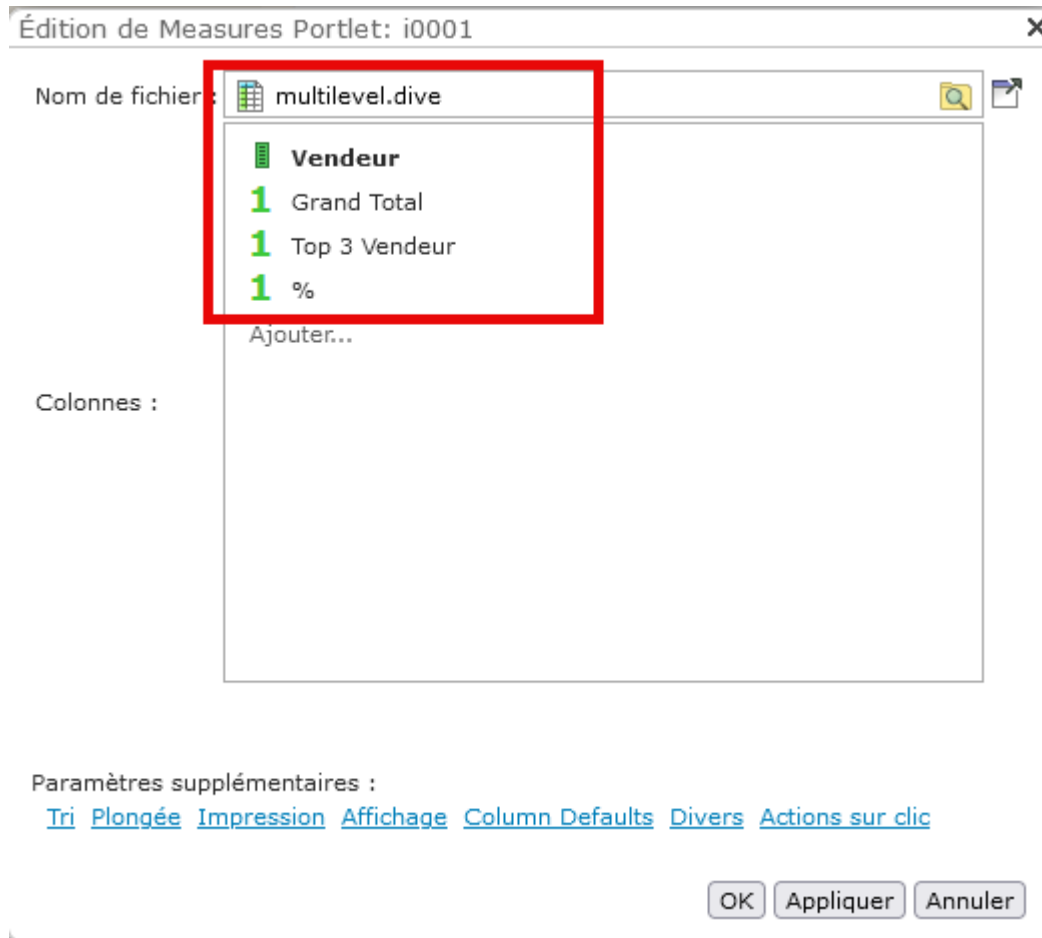 Édition de Measures Portlet: i0001
Nom de fichier : multilevel.dive
Vendeur
1 Grand Total
1 Top 3 Vendeur
1 %
Ajouter...
Colonnes :
Paramètres supplémentaires :
Tri Plongée Impression Affichage Column Defaults Divers Actions sur clic
OK Appliquer Annuler